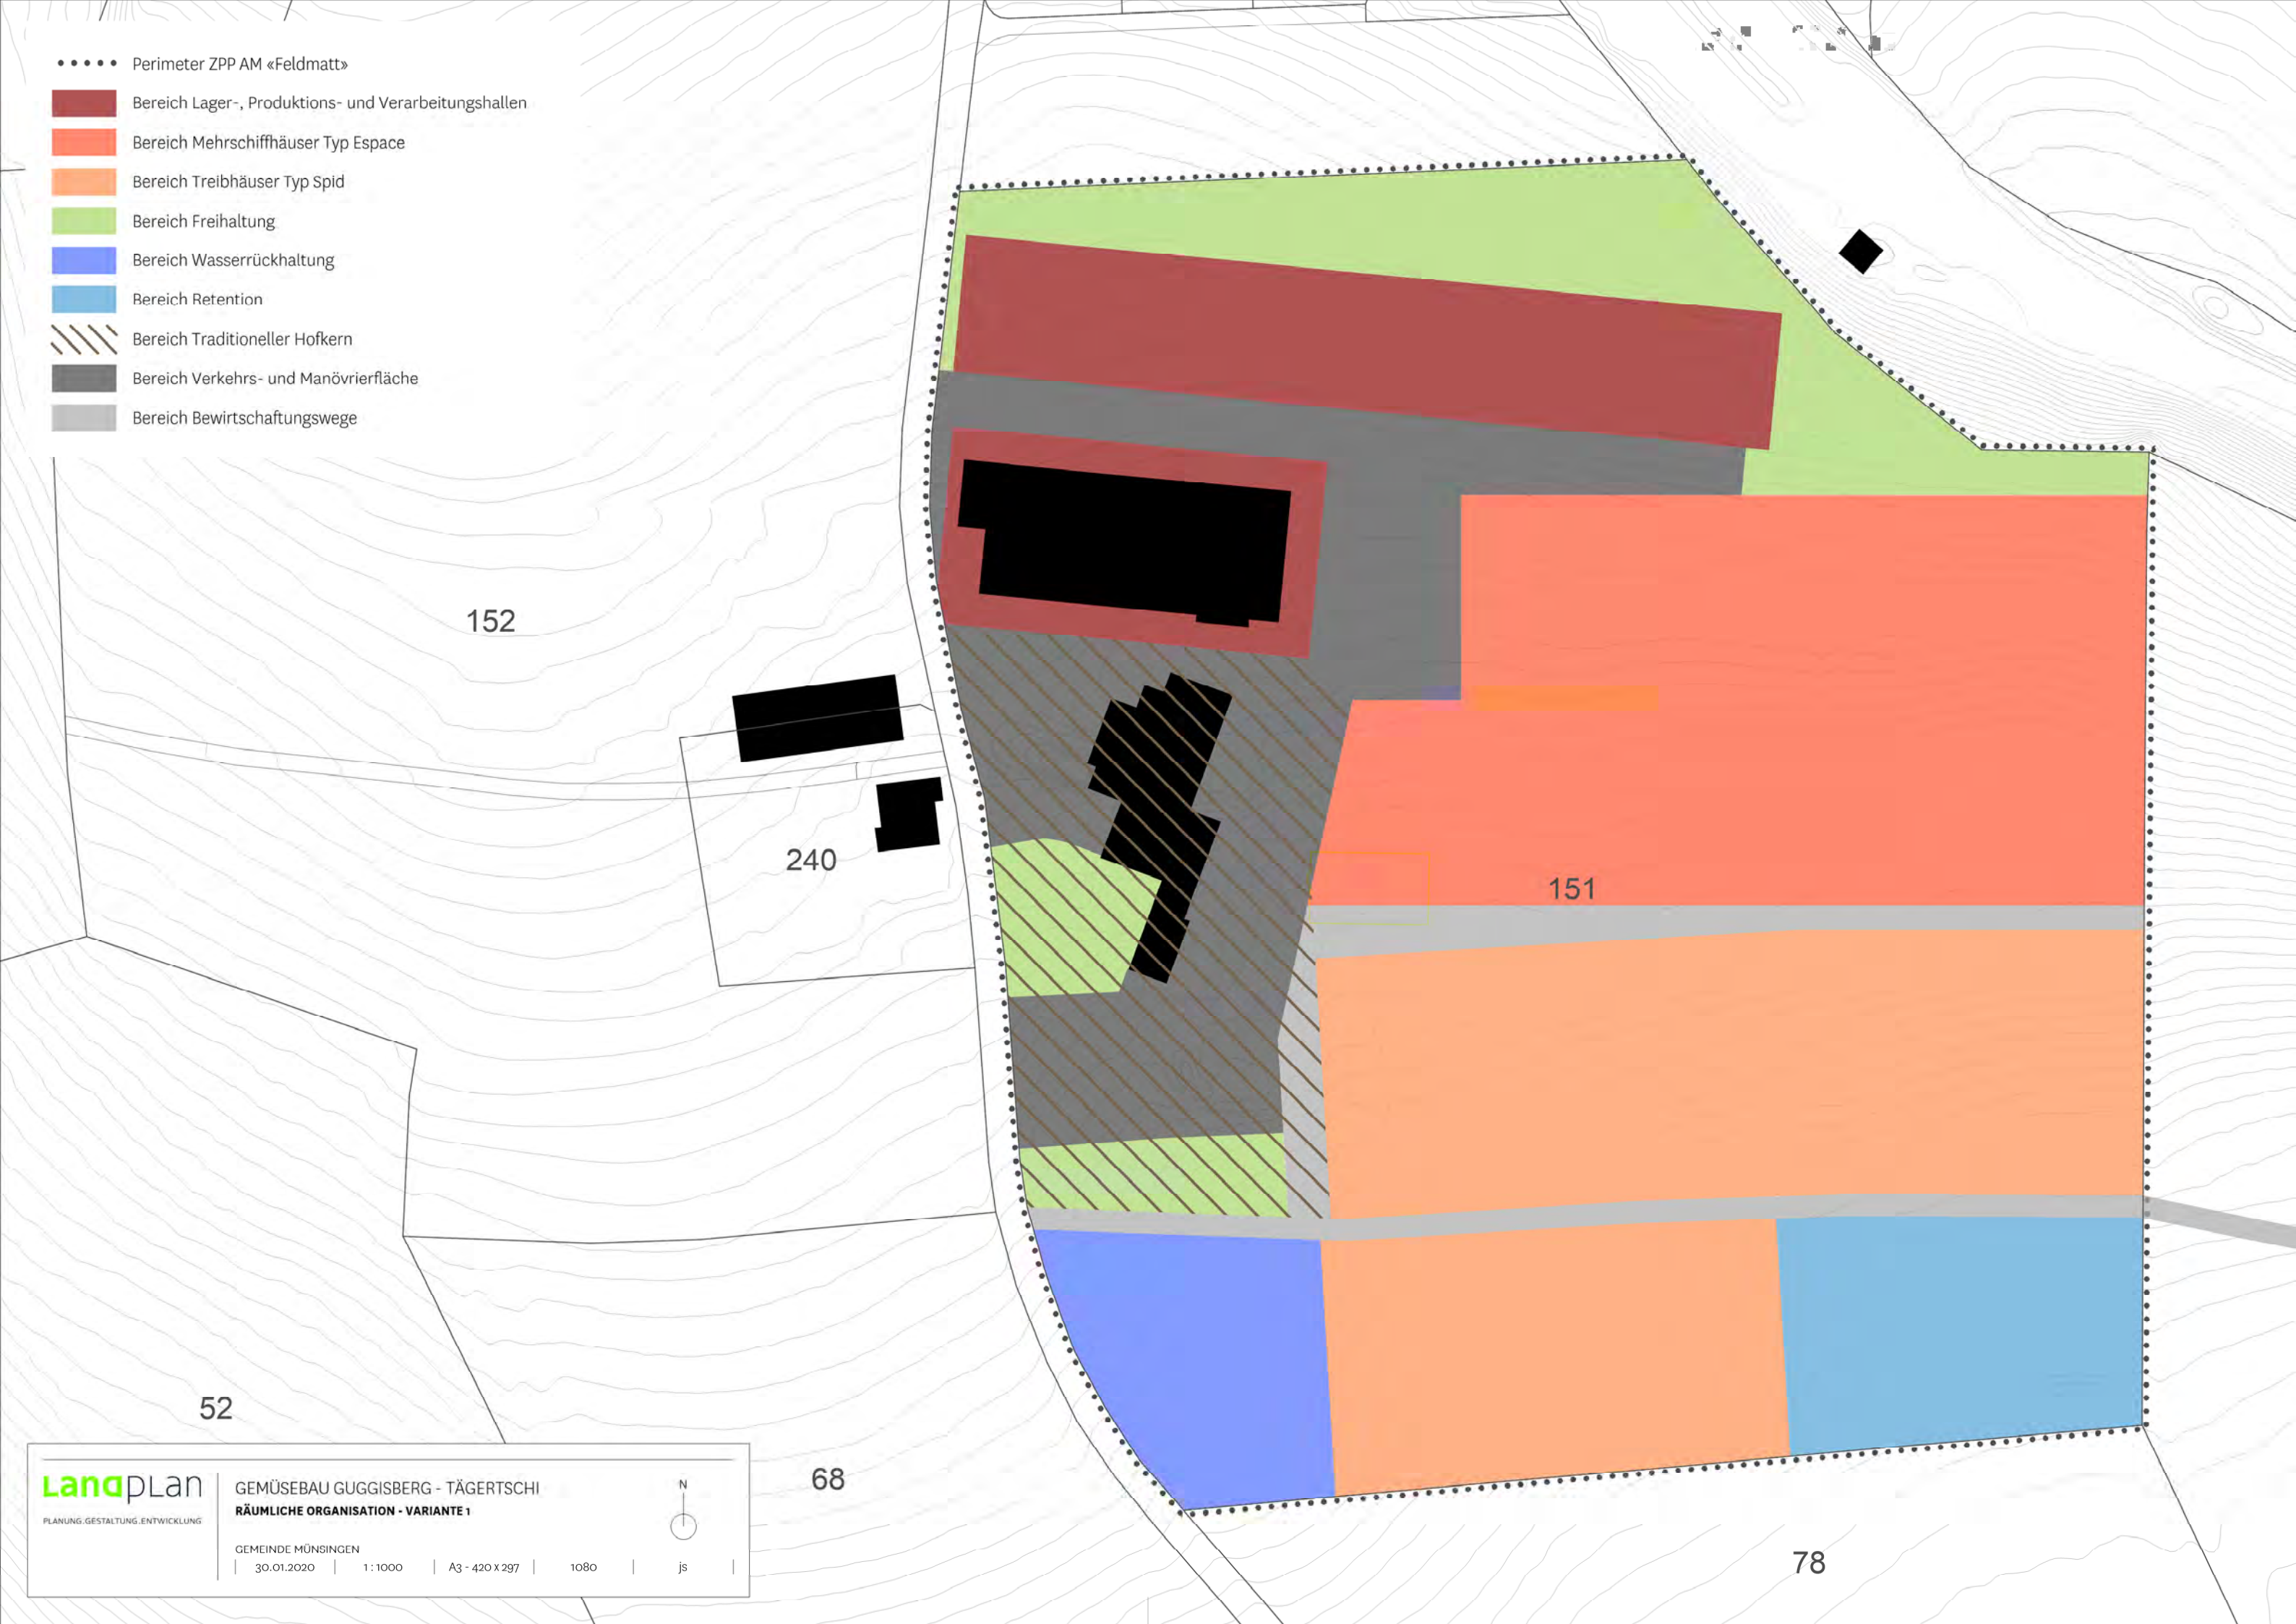 Perimeter ZPP AM «Feldmatt»
Bereich Lager-, Produktions- und Verarbeitungshallen
Bereich Mehrschiffhäuser Typ Espace
Bereich Treibhäuser Typ Spid
Bereich Freihaltung
Bereich Wasserrückhaltung
Bereich Retention
Bereich Traditioneller Hofkern
Bereich Verkehrs- und Manövrierfläche
Bereich Bewirtschaftungswege
152
240
151
52
68
78
Landplan
PLANUNG.GESTALTUNG.ENTWICKLUNG
GEMÜSEBAU GUGGISBERG - TÄGERTSCHI
RÄUMLICHE ORGANISATION - VARIANTE 1
N
GEMEINDE MÜNSINGEN
30.01.2020 | 1 : 1000 | A3 - 420 x 297 | 1080 | js